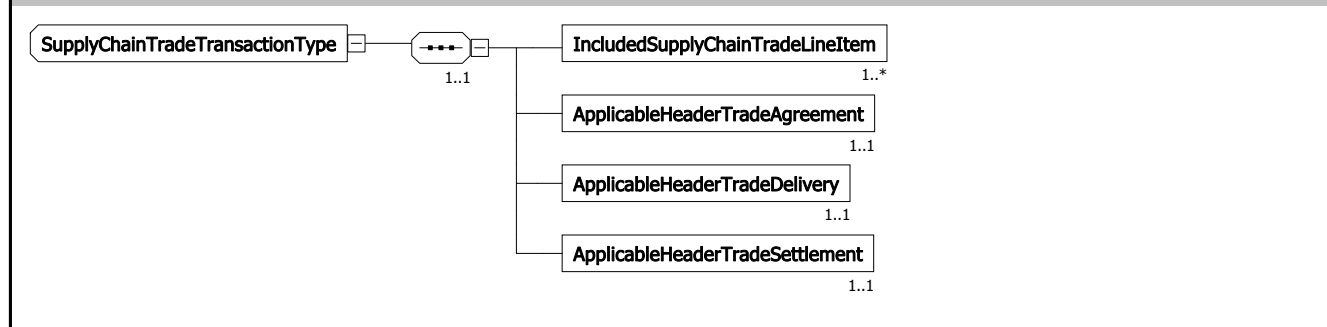 SupplyChainTradeTransactionType
1..1
IncludedSupplyChainTradeLineItem
1..*
ApplicableHeaderTradeAgreement
1..1
ApplicableHeaderTradeDelivery
1..1
ApplicableHeaderTradeSettlement
1..1